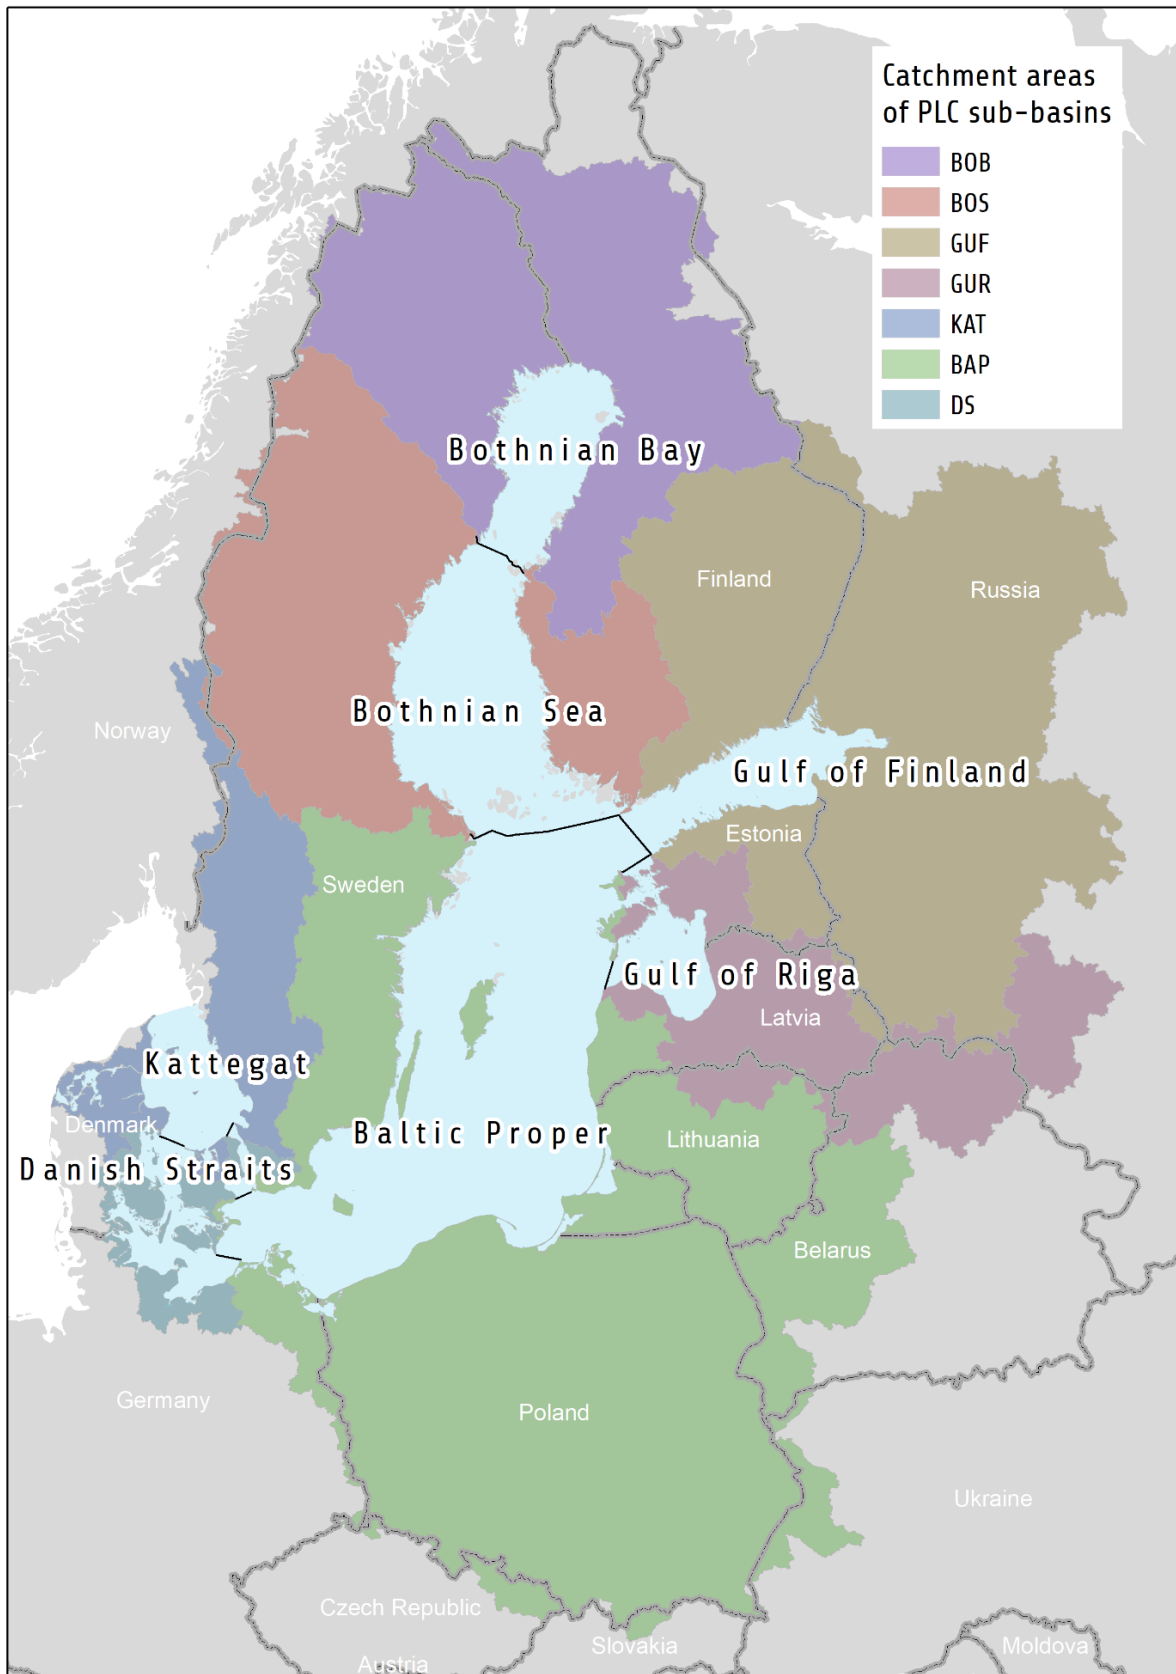 Catchment areas
of PLC sub-basins
BOB
BOS
GUF
GUR
KAT
BAP
DS
Bothnian Bay
Finland
Russia
Bothnian Sea
Norway
Gulf of Finland
Estonia
Sweden
Gulf of Riga
Latvia
Kattegat
Denmark
Baltic Proper
Lithuania
Danish Straits
Belarus
Germany
Poland
Ukraine
Czech Republic
Slovakia
Moldova
Austria